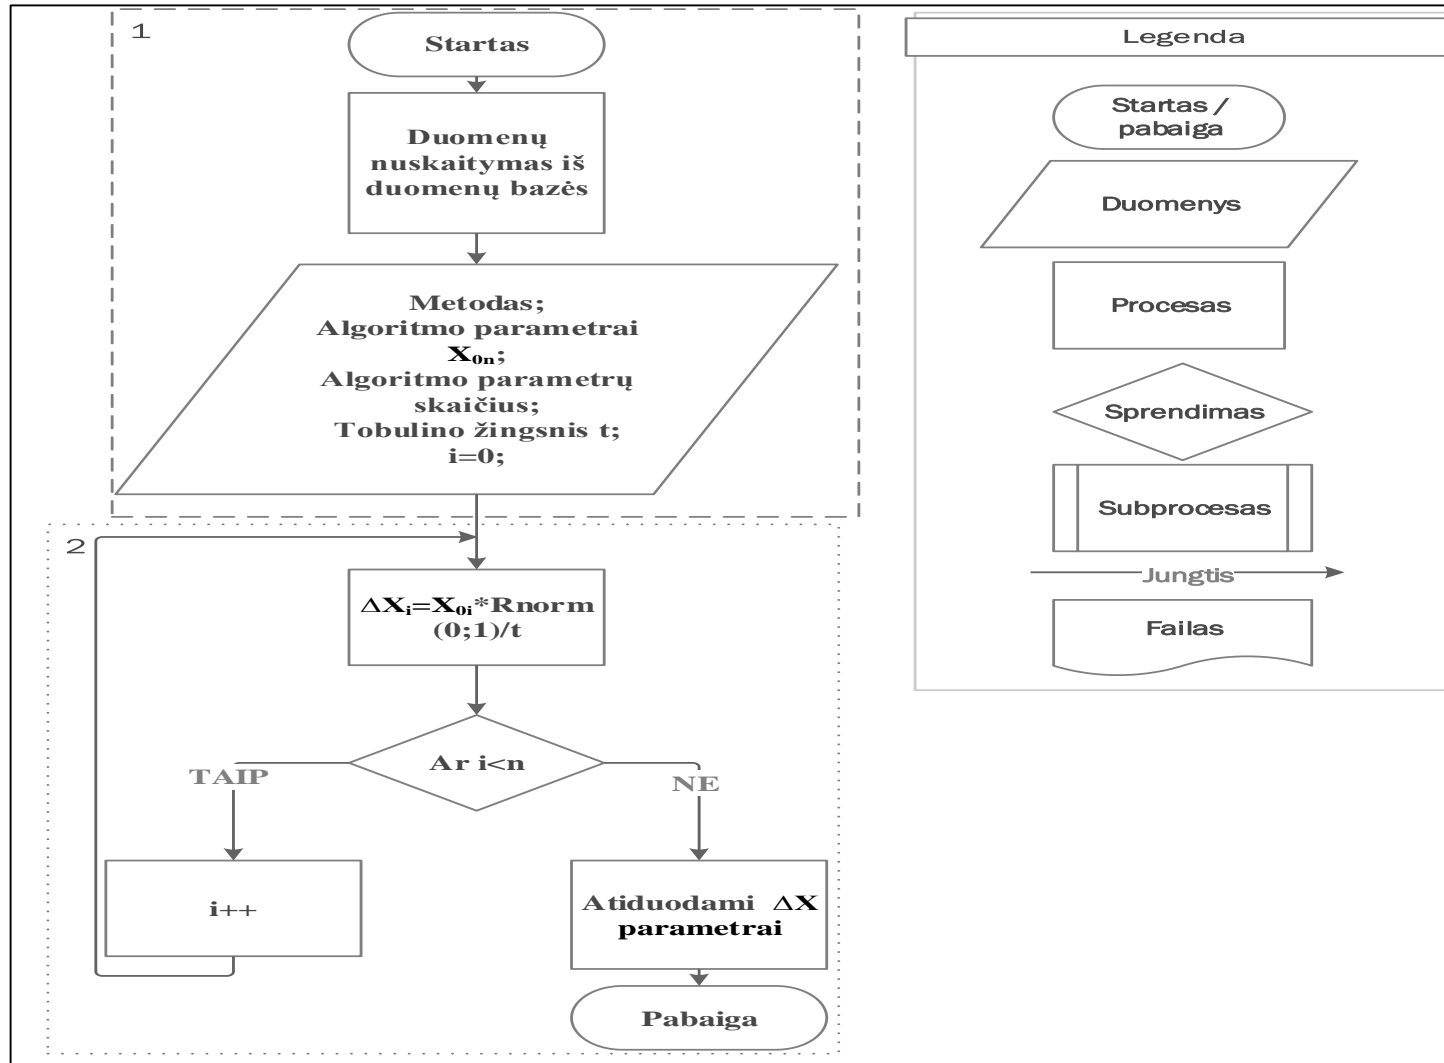 1
Startas
Duomenų
nuskaitymas iš
duomenų bazės
Metodas;
Algoritmo parametrai
X₀ₙ;
Algoritmo parametrų
skaičius;
Tobulino žingsnis t;
i=0;
2
ΔXᵢ=X₀ᵢ*Rnorm
(0;1)/t
Ar i<n
TAIP
NE
i++
Atiduodami ΔX
parametrai
Pabaiga
Legenda
Startas /
pabaiga
Duomenys
Procesas
Sprendimas
Subprocesas
Jungtis
Failas